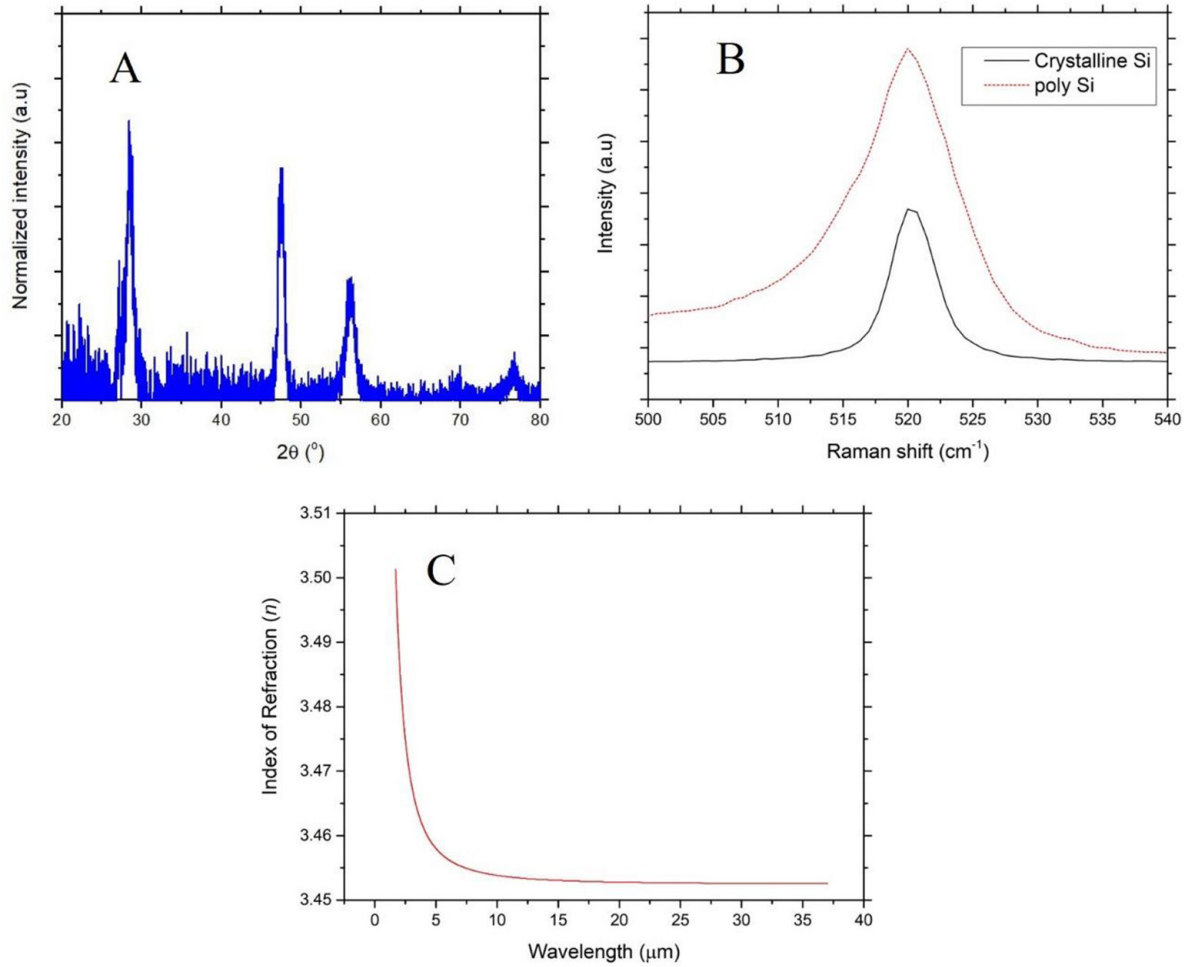 A
Normalized intensity (a.u)
20 30 40 50 60 70 80
2θ (°)
B
Crystalline Si
poly Si
Intensity (a.u)
500 505 510 515 520 525 530 535 540
Raman shift (cm⁻¹)
C
3.51
3.50
3.49
3.48
3.47
3.46
3.45
Index of Refraction (n)
0 5 10 15 20 25 30 35 40
Wavelength (μm)